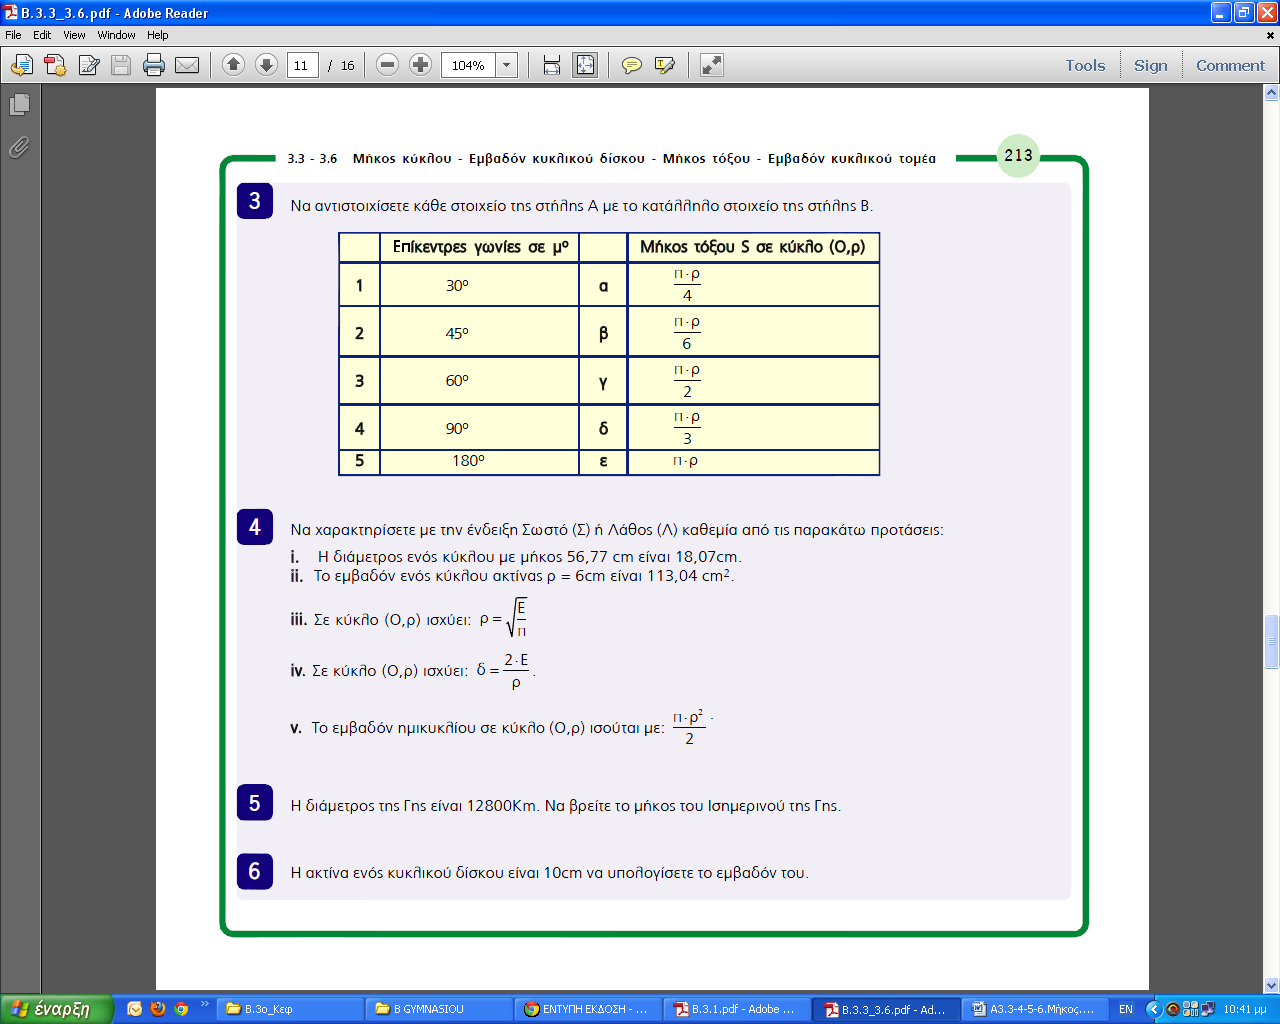 B.3.3_3.6.pdf - Adobe Reader
File Edit View Window Help
11 / 16 104% Tools Sign Comment
3.3 - 3.6 Μήκος κύκλου - Εμβαδόν κυκλικού δίσκου - Μήκος τόξου - Εμβαδόν κυκλικού τομέα 213
3 Να αντιστοιχίσετε κάθε στοιχείο της στήλης Α με το κατάλληλο στοιχείο της στήλης Β.
Επίκεντρες γωνίες σε μº Μήκος τόξου S σε κύκλο (Ο,ρ)
1 30º α π·ρ/4
2 45º β π·ρ/6
3 60º γ π·ρ/2
4 90º δ π·ρ/3
5 180º ε π·ρ
4 Να χαρακτηρίσετε με την ένδειξη Σωστό (Σ) ή Λάθος (Λ) καθεμία από τις παρακάτω προτάσεις:
i. Η διάμετρος ενός κύκλου με μήκος 56,77 cm είναι 18,07cm.
ii. Το εμβαδόν ενός κύκλου ακτίνας ρ = 6cm είναι 113,04 cm².
iii. Σε κύκλο (Ο,ρ) ισχύει: ρ = √(Ε/π)
iv. Σε κύκλο (Ο,ρ) ισχύει: δ = 2·Ε/ρ.
v. Το εμβαδόν ημικυκλίου σε κύκλο (Ο,ρ) ισούται με: π·ρ²/2 .
5 Η διάμετρος της Γης είναι 12800Km. Να βρείτε το μήκος του Ισημερινού της Γης.
6 Η ακτίνα ενός κυκλικού δίσκου είναι 10cm να υπολογίσετε το εμβαδόν του.
έναρξη » B.3ο_Κεφ B GYMNASIOU ΕΝΤΥΠΗ ΕΚΔΟΣΗ - ... B.3.1.pdf - Adobe ... B.3.3_3.6.pdf - Ad... A3.3-4-5-6.Μήκος.... EN 10:41 μμ